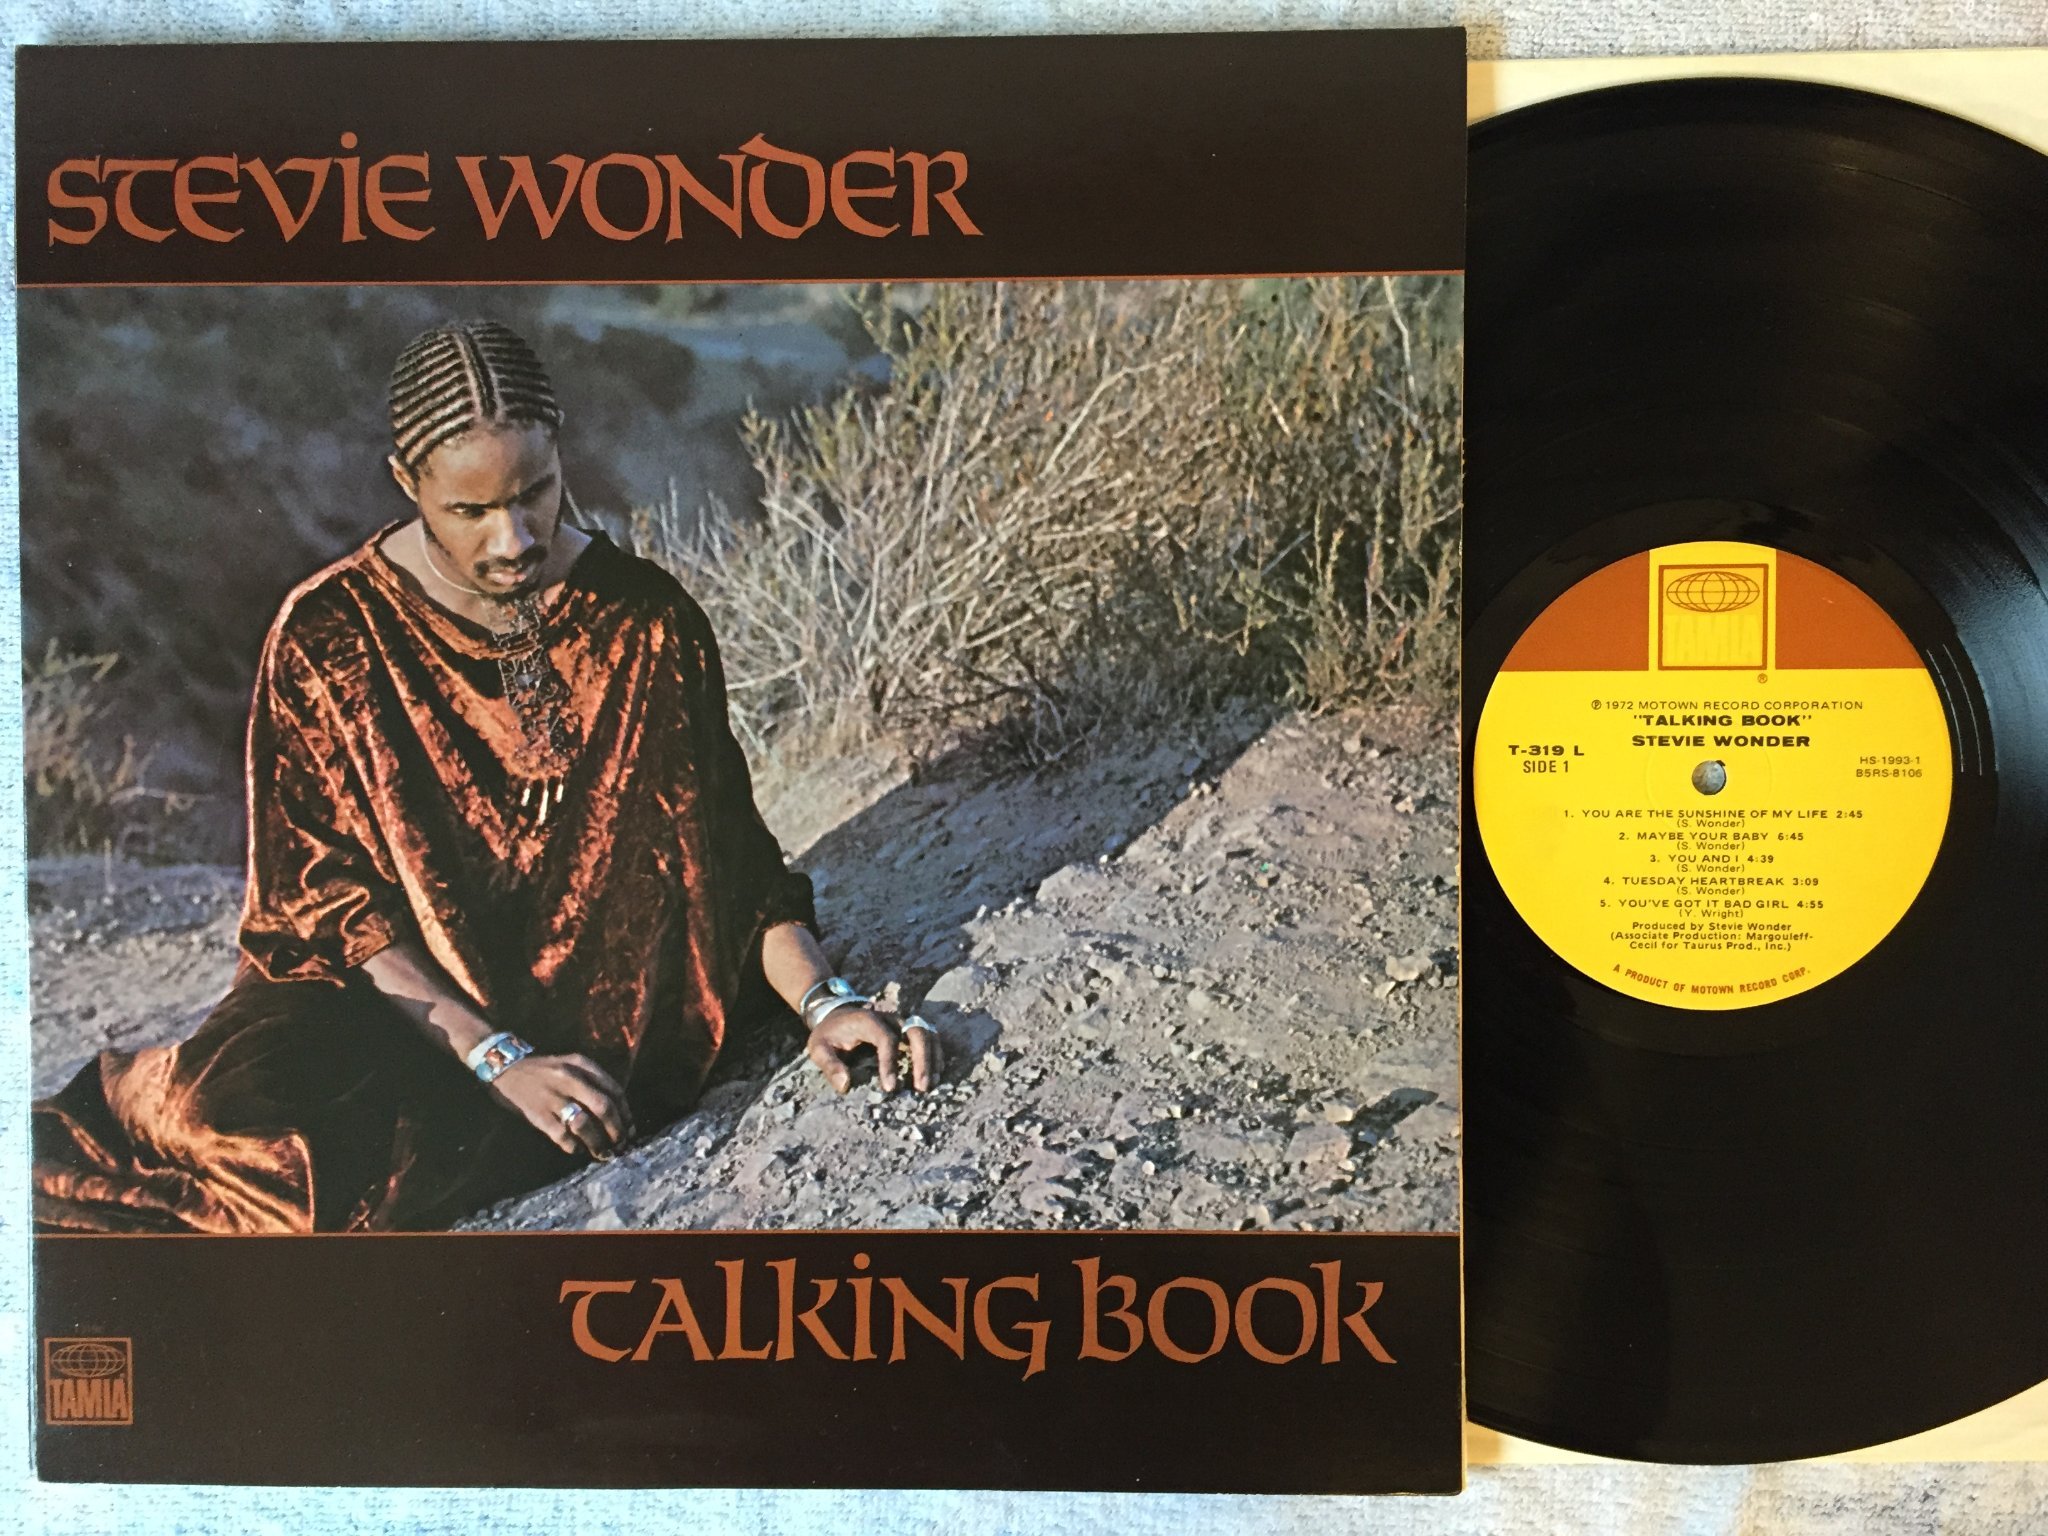 STEVIE WONDER
TALKING BOOK
TAMLA
TAMLA
®
℗ 1972 MOTOWN RECORD CORPORATION
"TALKING BOOK"
STEVIE WONDER
T-319 L
SIDE 1
HS-1993-1
B5RS-8106
1. YOU ARE THE SUNSHINE OF MY LIFE 2:45
(S. Wonder)
2. MAYBE YOUR BABY 6:45
(S. Wonder)
3. YOU AND I 4:39
(S. Wonder)
4. TUESDAY HEARTBREAK 3:09
(S. Wonder)
5. YOU'VE GOT IT BAD GIRL 4:55
(Y. Wright)
Produced by Stevie Wonder
(Associate Production: Margouleff-
Cecil for Taurus Prod., Inc.)
A PRODUCT OF MOTOWN RECORD CORP.